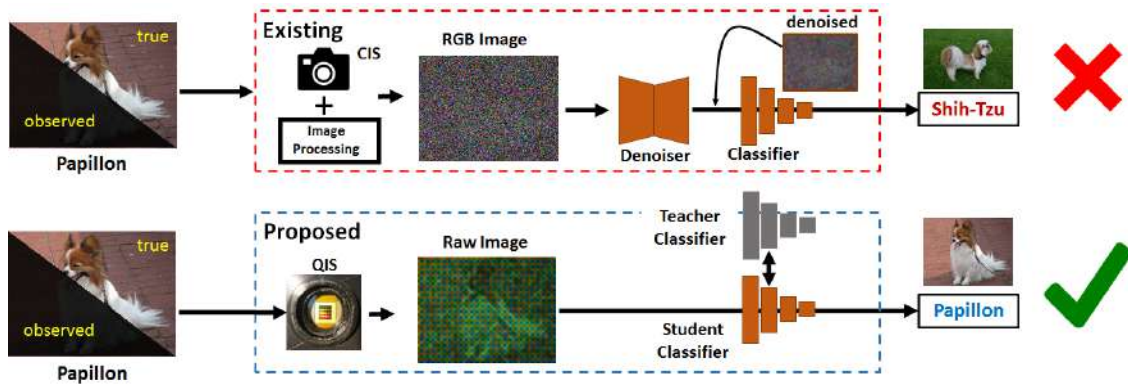 true
observed
Papillon
Existing
CIS
+
Image
Processing
RGB Image
Denoiser
denoised
Classifier
Shih-Tzu
true
observed
Papillon
Proposed
QIS
Raw Image
Teacher
Classifier
Student
Classifier
Papillon